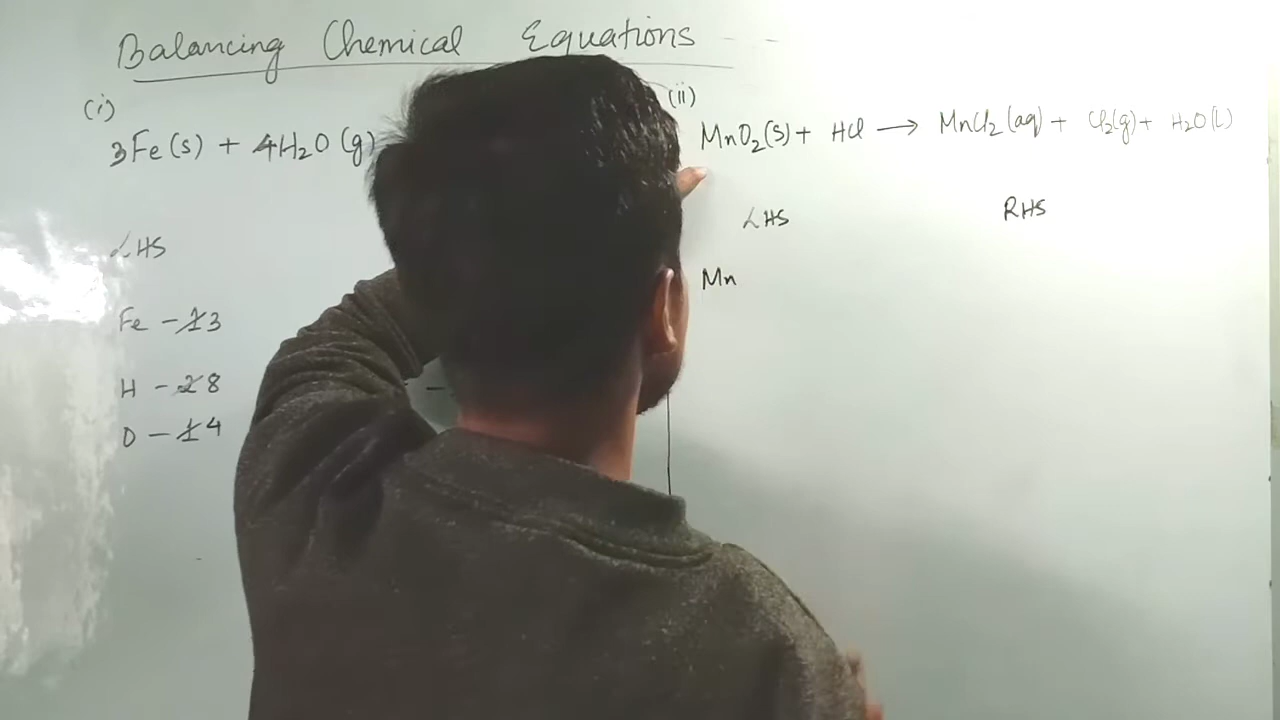 Balancing Chemical Equations - -
(i)
3Fe(s) + 4H₂O(g)
LHS
Fe - 1 3
H - 2 8
O - 1 4
(ii)
MnO₂(s) + HCl → MnCl₂(aq) + Cl₂(g) + H₂O(l)
LHS RHS
Mn